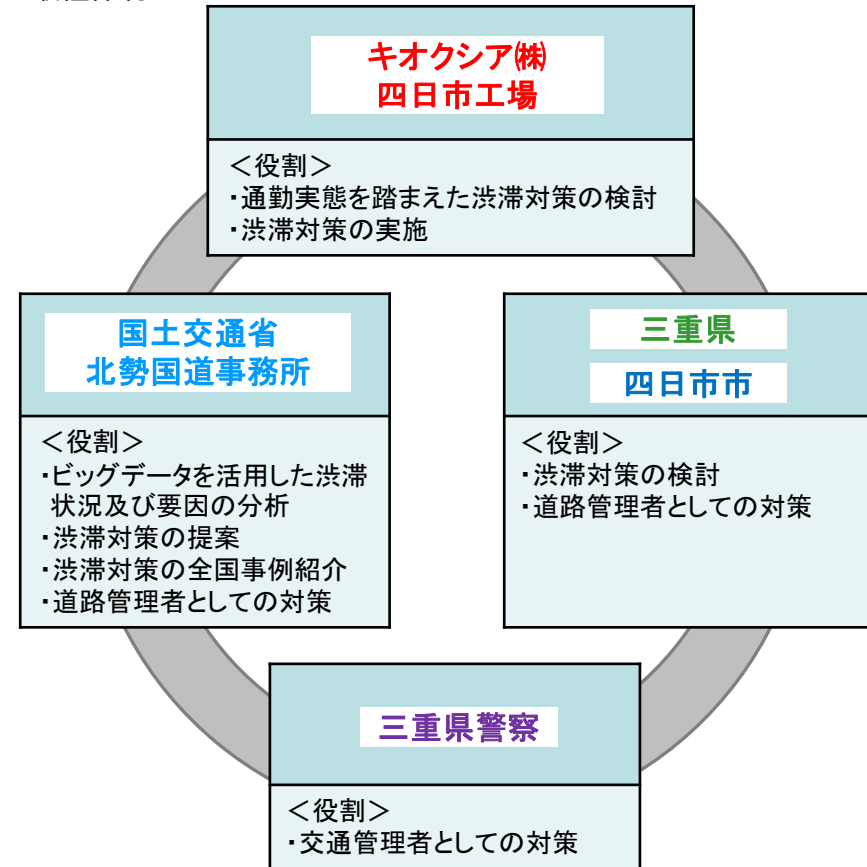 キオクシア㈱
四日市工場
＜役割＞
・通勤実態を踏まえた渋滞対策の検討
・渋滞対策の実施
国土交通省
北勢国道事務所
＜役割＞
・ビッグデータを活用した渋滞
状況及び要因の分析
・渋滞対策の提案
・渋滞対策の全国事例紹介
・道路管理者としての対策
三重県
四日市市
＜役割＞
・渋滞対策の検討
・道路管理者としての対策
三重県警察
＜役割＞
・交通管理者としての対策